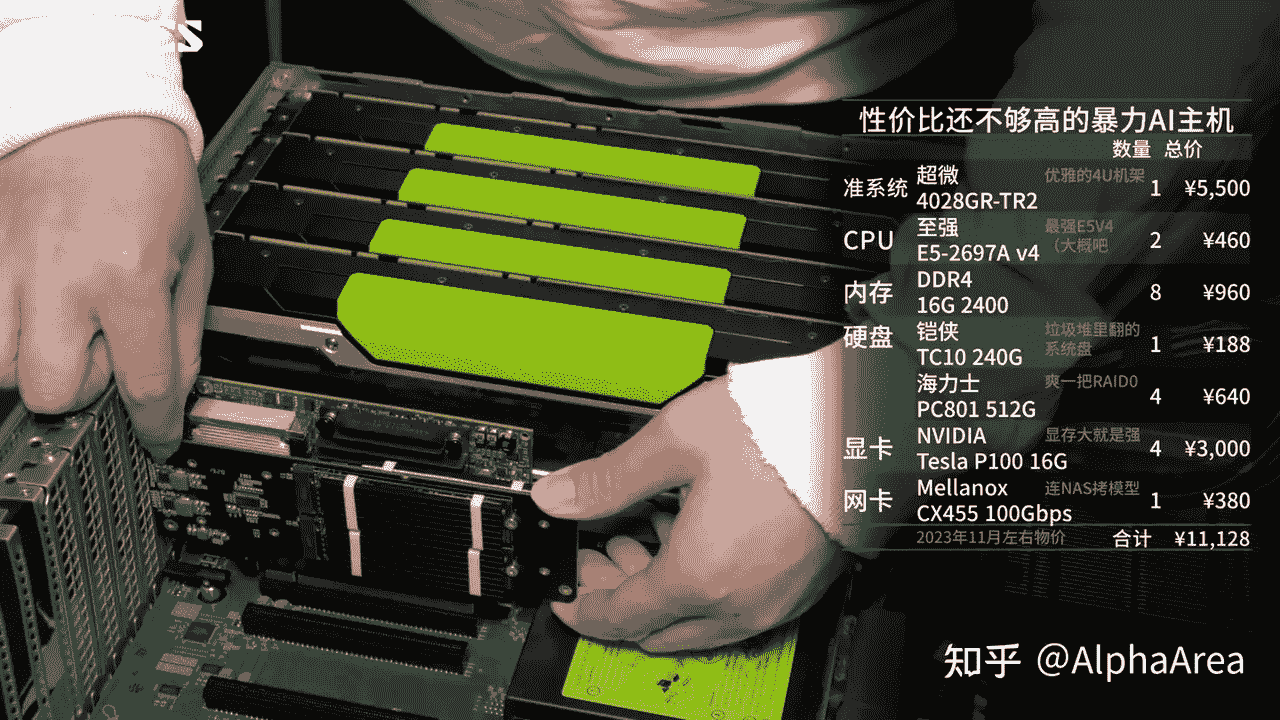 S
性价比还不够高的暴力AI主机
数量 总价
准系统 超微 4028GR-TR2 优雅的4U机架 1 ¥5,500
CPU 至强 E5-2697A v4 最强E5V4（大概吧 2 ¥460
内存 DDR4 16G 2400 8 ¥960
硬盘 铠侠 TC10 240G 垃圾堆里翻的系统盘 1 ¥188
海力士 PC801 512G 爽一把RAID0 4 ¥640
显卡 NVIDIA Tesla P100 16G 显存大就是强 4 ¥3,000
网卡 Mellanox CX455 100Gbps 连NAS拷模型 1 ¥380
2023年11月左右物价 合计 ¥11,128
知乎 @AlphaArea